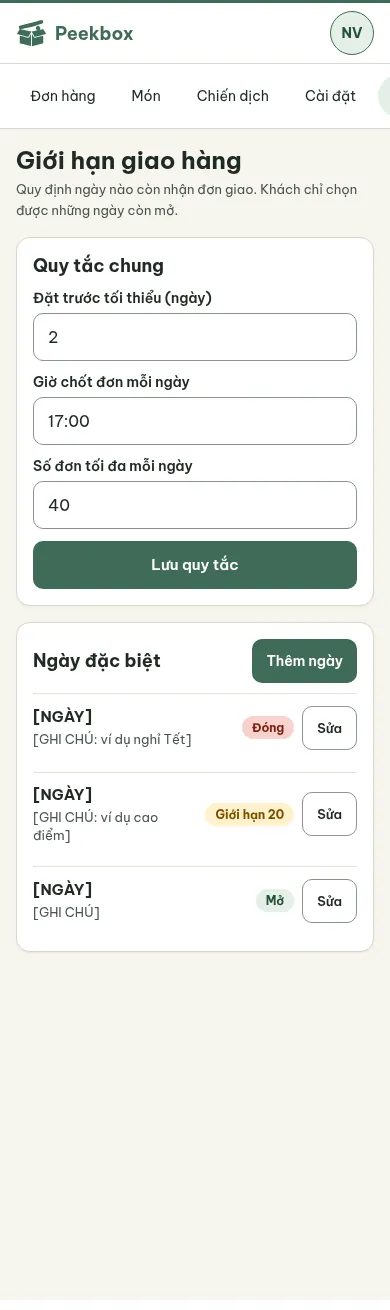 Peekbox
NV
Đơn hàng
Món
Chiến dịch
Cài đặt
Giới hạn giao hàng
Quy định ngày nào còn nhận đơn giao. Khách chỉ chọn
được những ngày còn mở.
Quy tắc chung
Đặt trước tối thiểu (ngày)
2
Giờ chốt đơn mỗi ngày
17:00
Số đơn tối đa mỗi ngày
40
Lưu quy tắc
Ngày đặc biệt
Thêm ngày
[NGÀY]
[GHI CHÚ: ví dụ nghỉ Tết]
Đóng
Sửa
[NGÀY]
[GHI CHÚ: ví dụ cao
điểm]
Giới hạn 20
Sửa
[NGÀY]
[GHI CHÚ]
Mở
Sửa